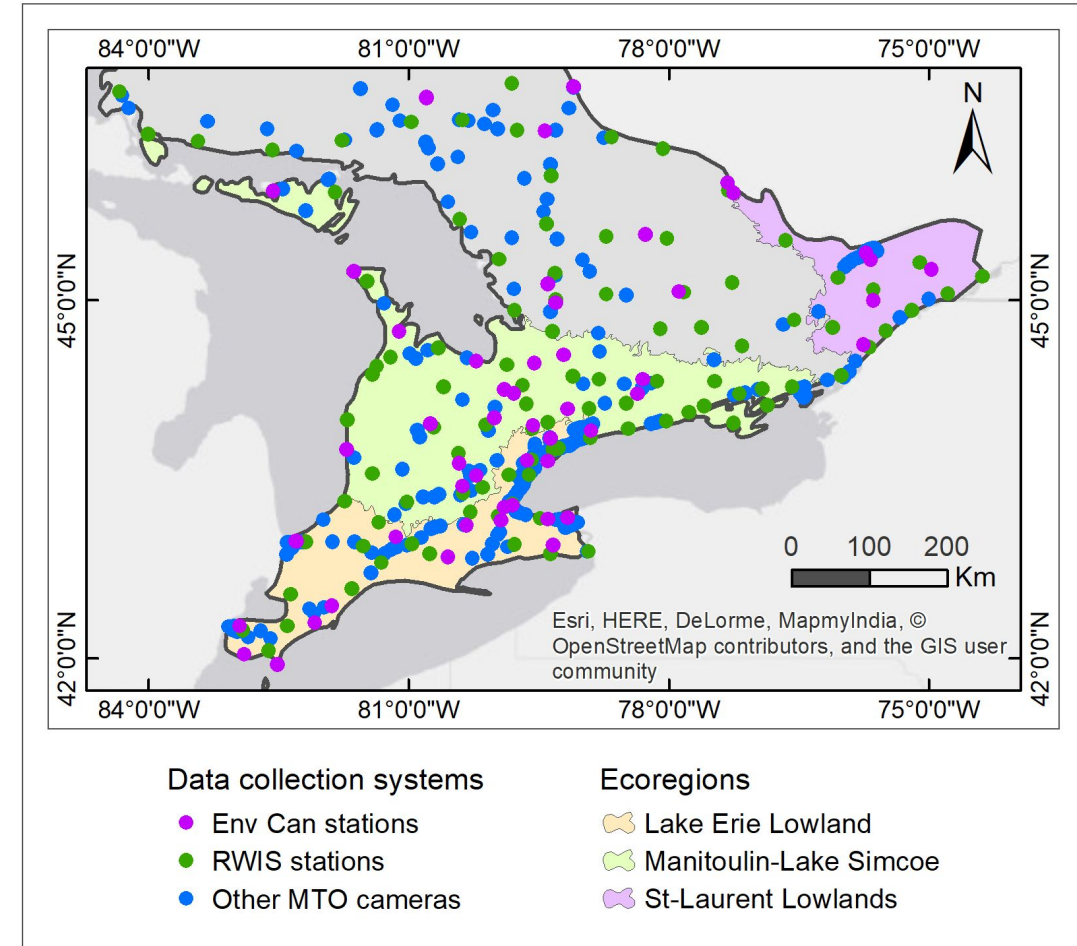 84°0'0"W 81°0'0"W 78°0'0"W 75°0'0"W
N
45°0'0"N 45°0'0"N
0 100 200
Km
Esri, HERE, DeLorme, MapmyIndia, ©
OpenStreetMap contributors, and the GIS user
community
42°0'0"N 42°0'0"N
84°0'0"W 81°0'0"W 78°0'0"W 75°0'0"W
Data collection systems
Env Can stations
RWIS stations
Other MTO cameras
Ecoregions
Lake Erie Lowland
Manitoulin-Lake Simcoe
St-Laurent Lowlands